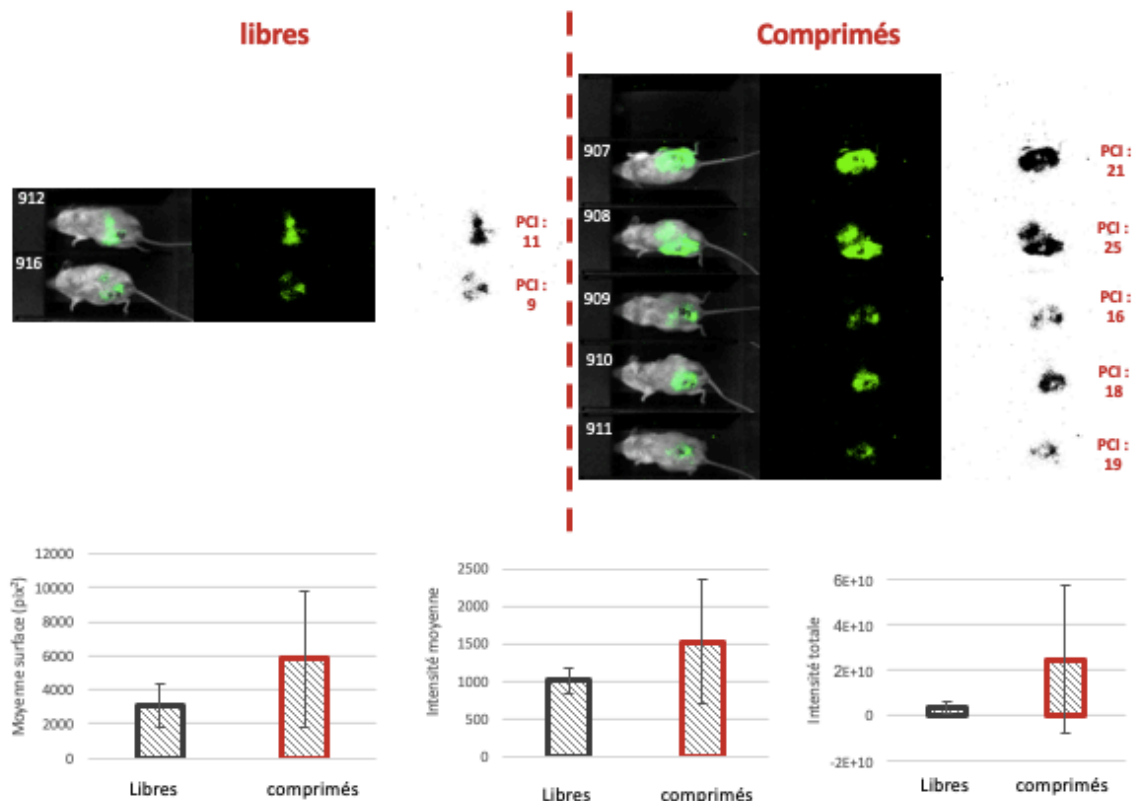 libres
Comprimés
912
PCI :
11
916
PCI :
9
907
PCI :
21
908
PCI :
25
909
PCI :
16
910
PCI :
18
911
PCI :
19
Moyenne surface (pix²)
12000
10000
8000
6000
4000
2000
0
Libres
comprimés
Intensité moyenne
2500
2000
1500
1000
500
0
Libres
comprimés
Intensité totale
6E+10
4E+10
2E+10
0
-2E+10
Libres
comprimés